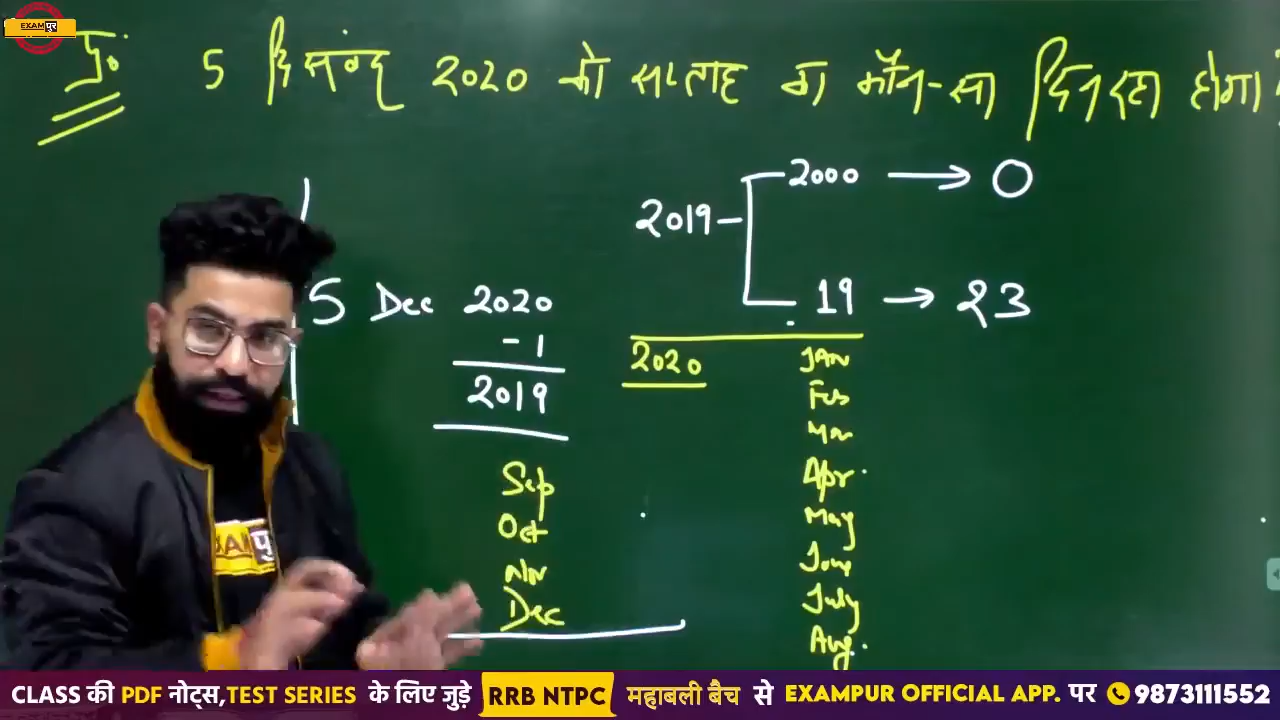 EXAMपुर
प्र० 5 दिसंबर 2020 को सप्ताह का कौन-सा दिन रहा होगा
2019 2000 → 0
19 → 23
5 Dec 2020
-1
2019
Sep
Oct
Nov
Dec
2020
JAN
Feb
Mar
Apr
May
June
July
Aug
CLASS की PDF नोट्स,TEST SERIES के लिए जुड़े RRB NTPC महाबली बैच से EXAMPUR OFFICIAL APP. पर 9873111552